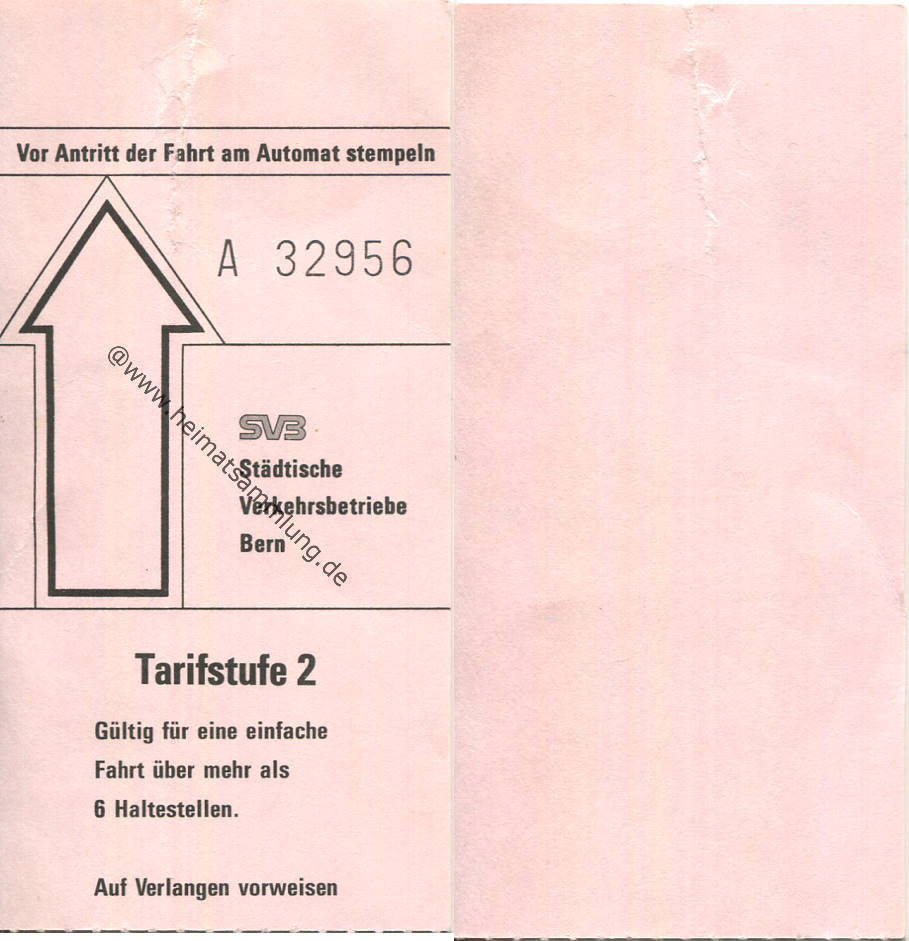 Vor Antritt der Fahrt am Automat stempeln
A 32956
@www.heimatsammlung.de
SVB
Städtische
Verkehrsbetriebe
Bern
Tarifstufe 2
Gültig für eine einfache
Fahrt über mehr als
6 Haltestellen.
Auf Verlangen vorweisen